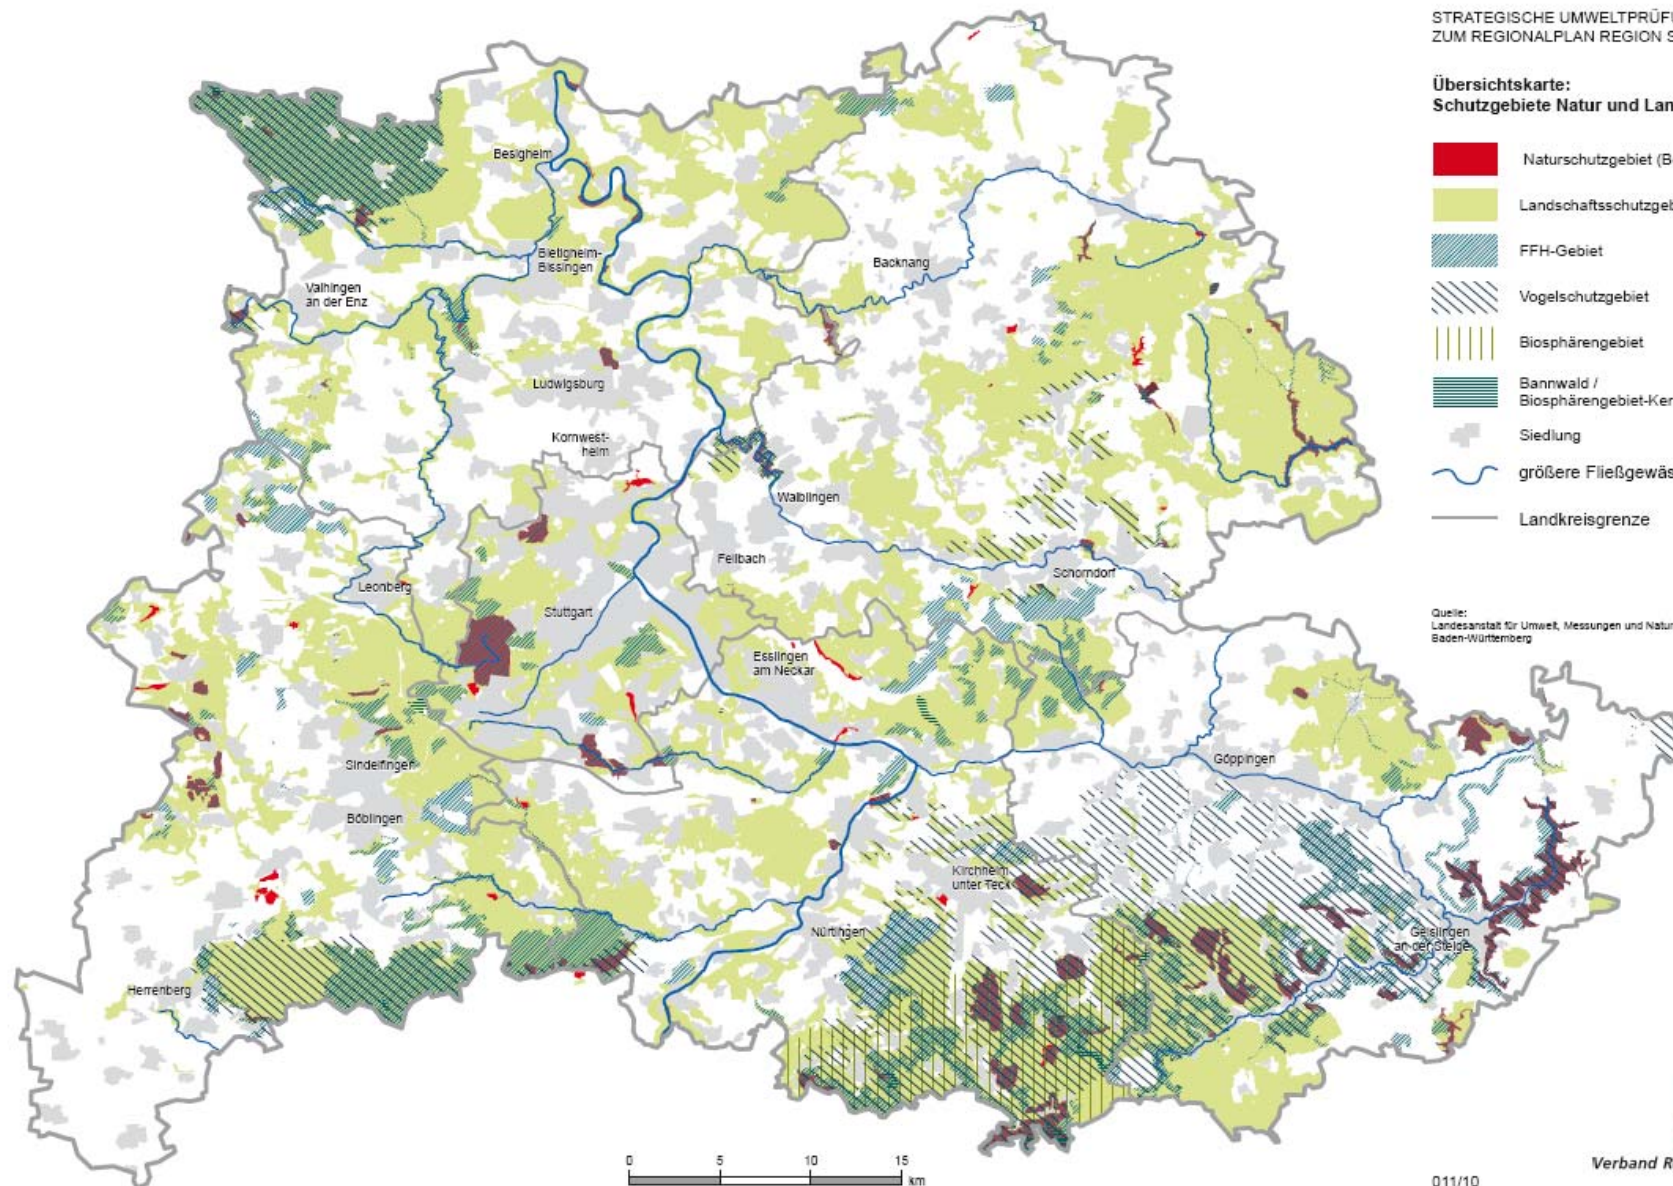 STRATEGISCHE UMWELTPRÜF
ZUM REGIONALPLAN REGION S
Übersichtskarte:
Schutzgebiete Natur und Lan
Naturschutzgebiet (B
Landschaftsschutzgeb
FFH-Gebiet
Vogelschutzgebiet
Biosphärengebiet
Bannwald /
Biosphärengebiet-Ker
Siedlung
größere Fließgewäs
Landkreisgrenze
Quelle:
Landesanstalt für Umwelt, Messungen und Natur
Baden-Württemberg
Besigheim
Bietigheim-
Bissingen
Backnang
Vaihingen
an der Enz
Ludwigsburg
Kornwest-
heim
Waiblingen
Fellbach
Schorndorf
Leonberg
Stuttgart
Esslingen
am Neckar
Göppingen
Sindelfingen
Böblingen
Kirchheim
unter Teck
Nürtingen
Geislingen
an der Steige
Herrenberg
0 5 10 15
km
Verband R
011/10